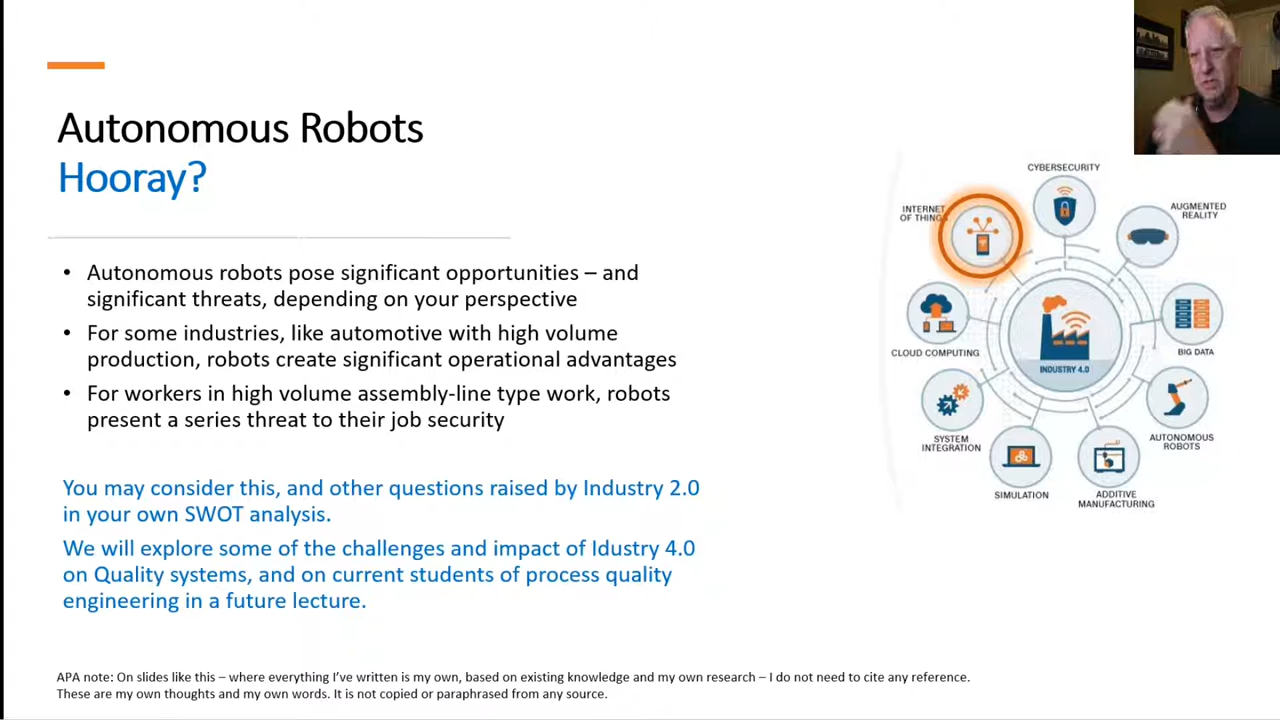 Autonomous Robots
Hooray?
• Autonomous robots pose significant opportunities – and
significant threats, depending on your perspective
• For some industries, like automotive with high volume
production, robots create significant operational advantages
• For workers in high volume assembly-line type work, robots
present a series threat to their job security
You may consider this, and other questions raised by Industry 2.0
in your own SWOT analysis.
We will explore some of the challenges and impact of Idustry 4.0
on Quality systems, and on current students of process quality
engineering in a future lecture.
CYBERSECURITY
INTERNET
OF THINGS
AUGMENTED
REALITY
CLOUD COMPUTING
BIG DATA
INDUSTRY 4.0
SYSTEM
INTEGRATION
AUTONOMOUS
ROBOTS
SIMULATION
ADDITIVE
MANUFACTURING
APA note: On slides like this – where everything I've written is my own, based on existing knowledge and my own research – I do not need to cite any reference.
These are my own thoughts and my own words. It is not copied or paraphrased from any source.